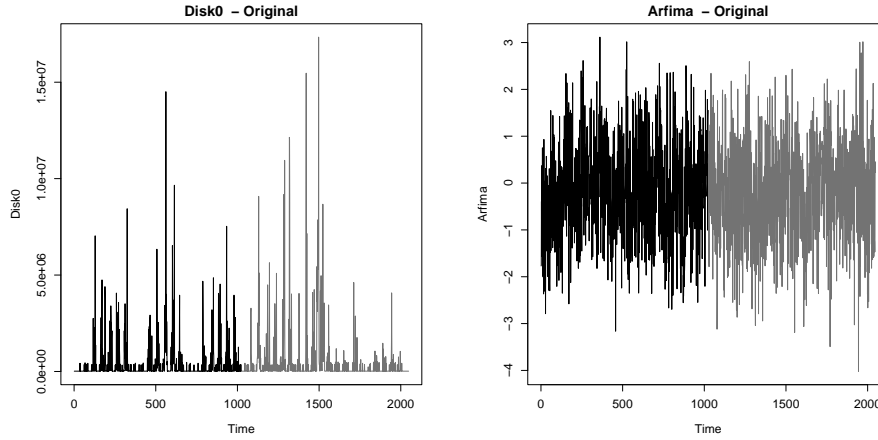 Disk0 – Original
Disk0
0.0e+00
5.0e+06
1.0e+07
1.5e+07
0
500
1000
1500
2000
Time
Arfima – Original
Arfima
−4
−3
−2
−1
0
1
2
3
0
500
1000
1500
2000
Time